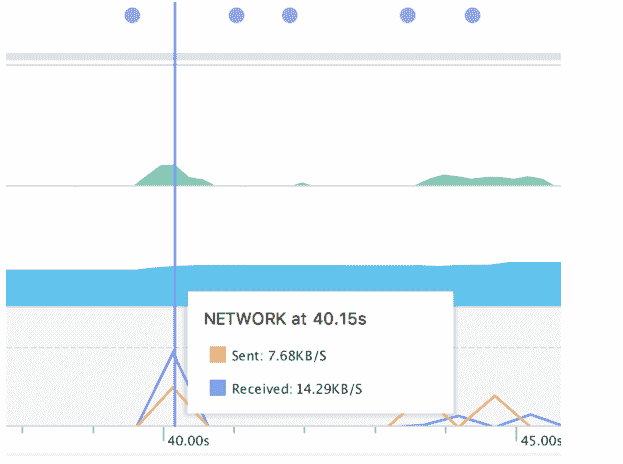 NETWORK at 40.15s
Sent: 7.68KB/S
Received: 14.29KB/S
40.00s
45.00s